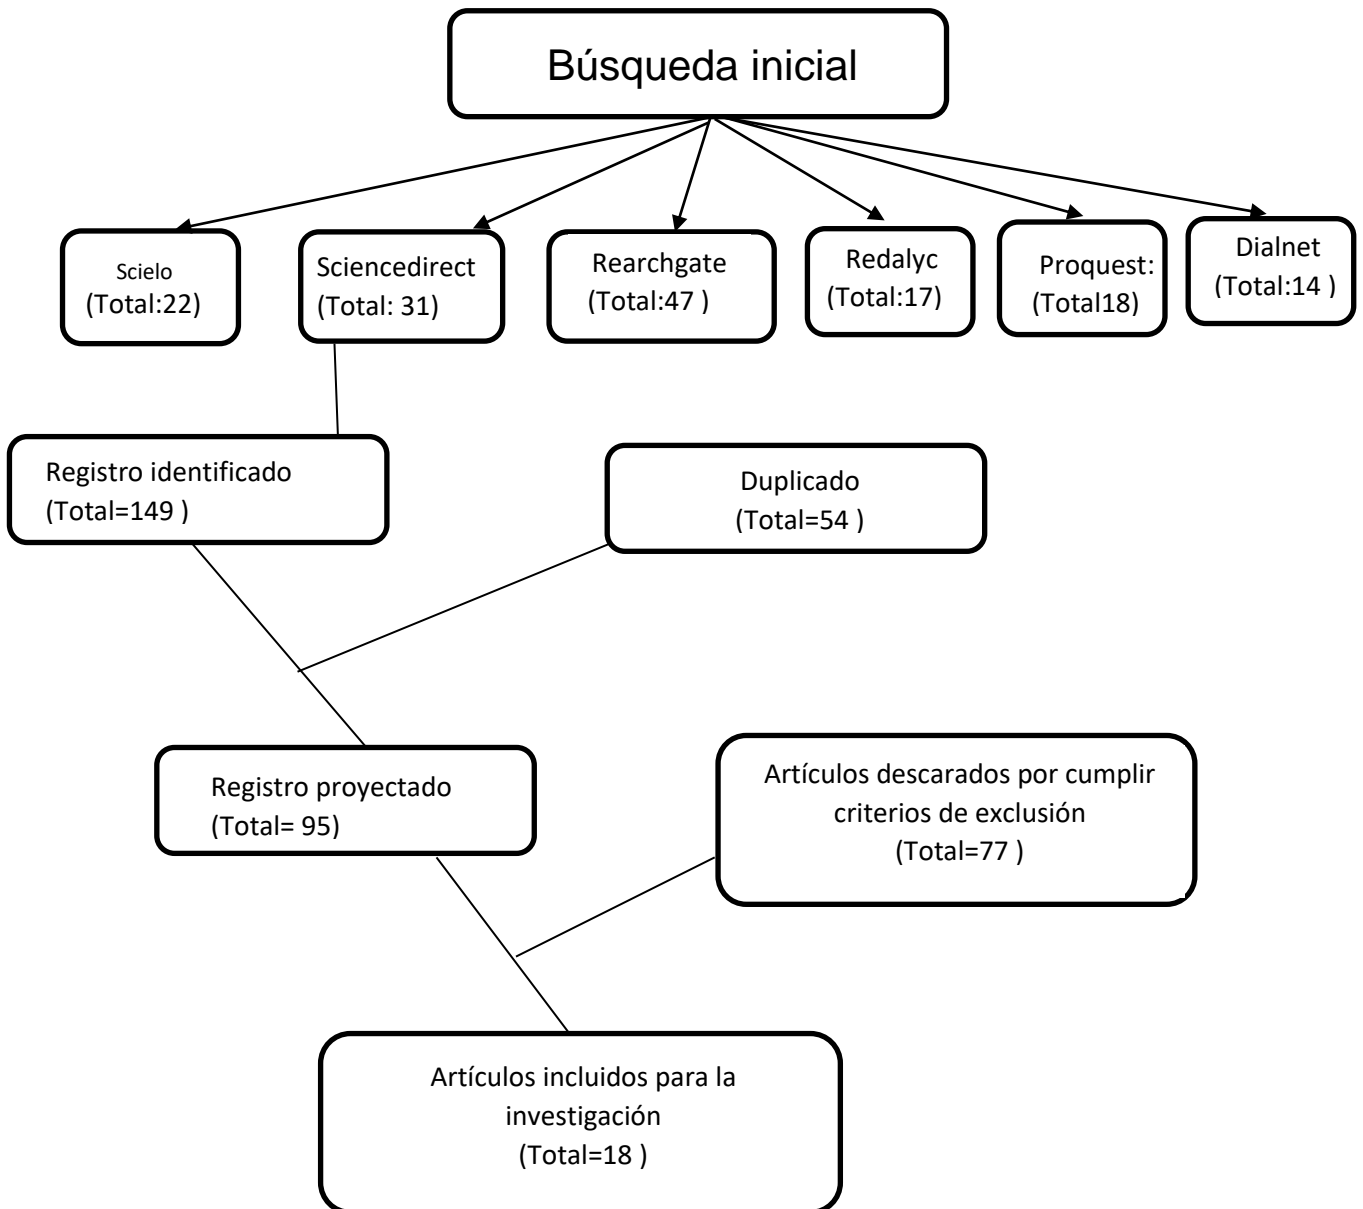 Búsqueda inicial
Scielo
(Total:22)
Sciencedirect
(Total: 31)
Rearchgate
(Total:47 )
Redalyc
(Total:17)
Proquest:
(Total18)
Dialnet
(Total:14 )
Registro identificado
(Total=149 )
Duplicado
(Total=54 )
Registro proyectado
(Total= 95)
Artículos descarados por cumplir
criterios de exclusión
(Total=77 )
Artículos incluidos para la
investigación
(Total=18 )